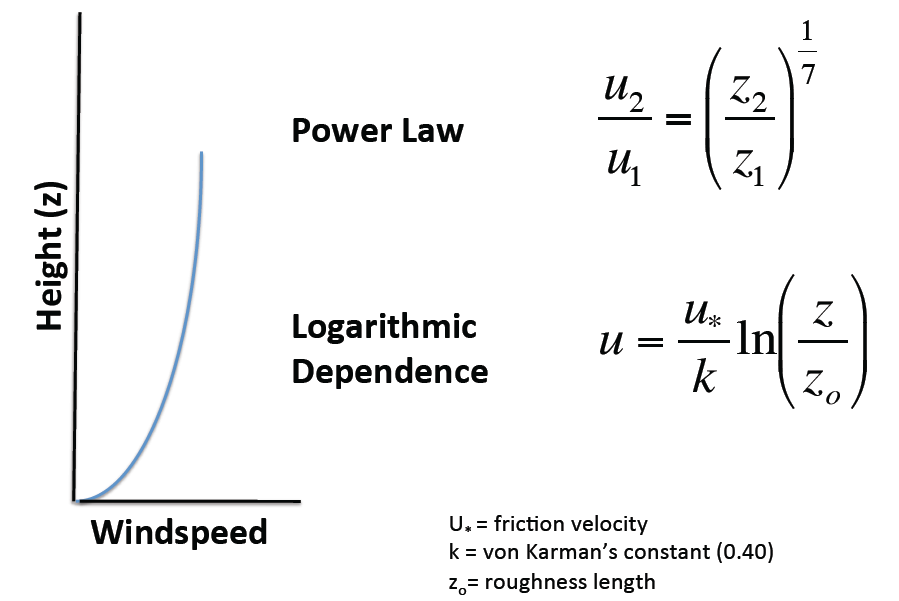 Height (z)
Windspeed
Power Law
u₂/u₁ = (z₂/z₁)^(1/7)
Logarithmic
Dependence
u = u*/k ln(z/zₒ)
U* = friction velocity
k = von Karman’s constant (0.40)
zₒ= roughness length